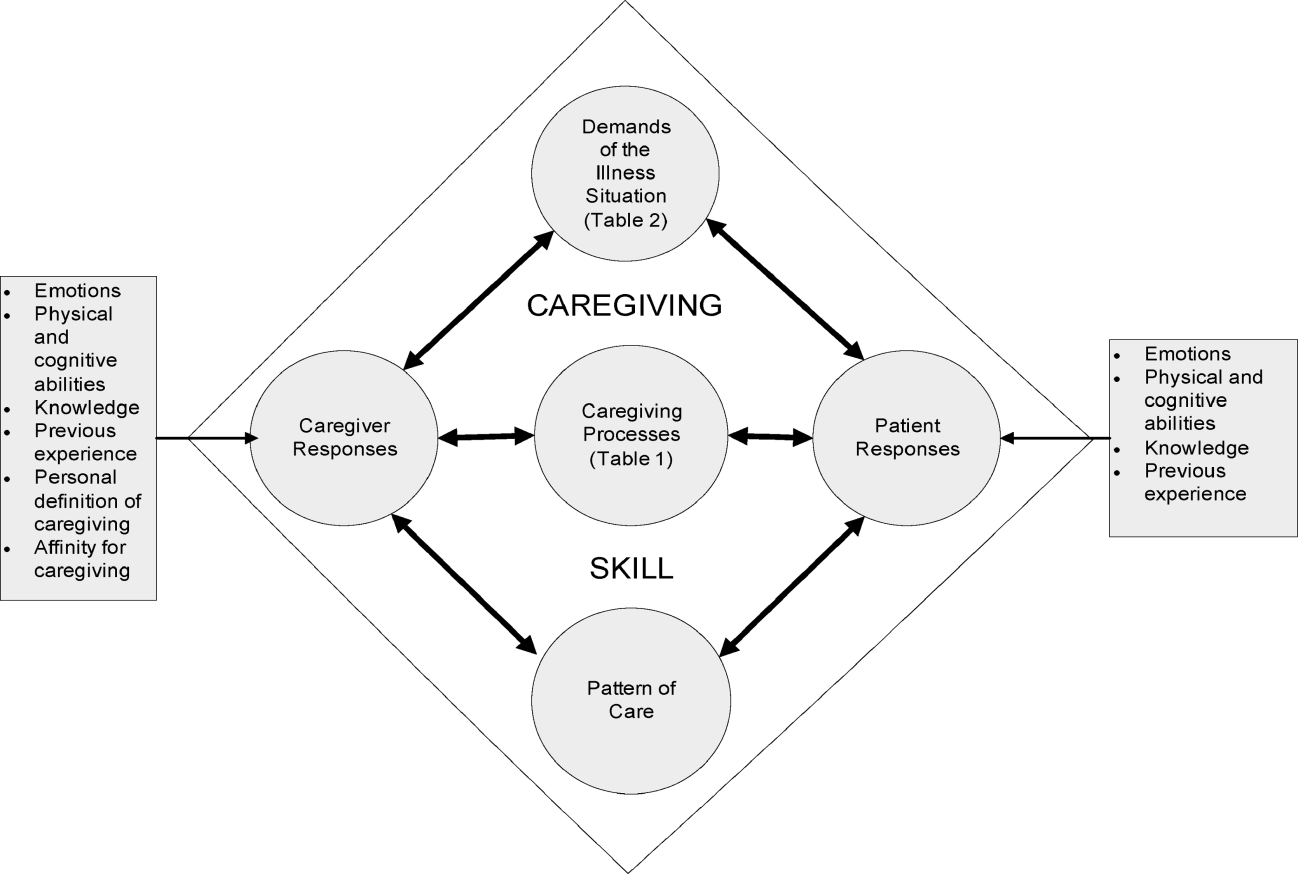 Demands
of the
Illness
Situation
(Table 2)
CAREGIVING
• Emotions
• Physical
and
cognitive
abilities
• Knowledge
• Previous
experience
• Personal
definition of
caregiving
• Affinity for
caregiving
Caregiver
Responses
Caregiving
Processes
(Table 1)
Patient
Responses
• Emotions
• Physical and
cognitive
abilities
• Knowledge
• Previous
experience
SKILL
Pattern of
Care